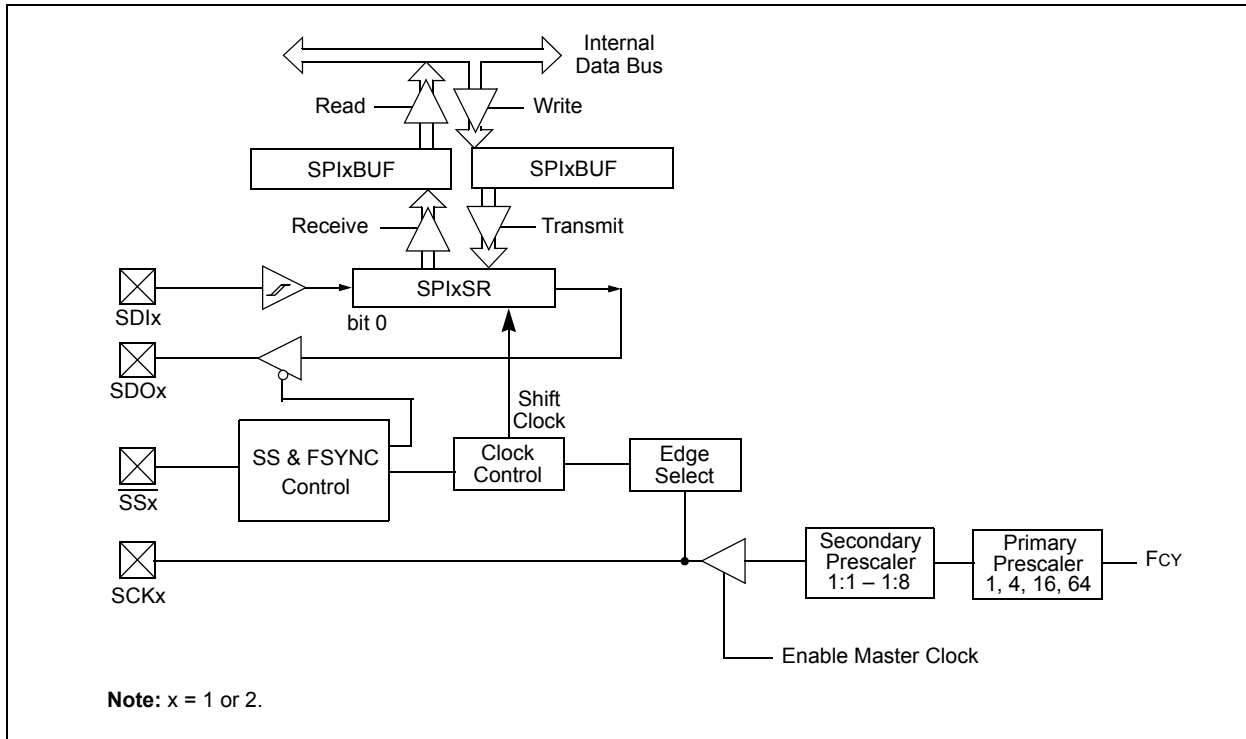 Internal
Data Bus
Read
Write
SPIxBUF
SPIxBUF
Receive
Transmit
SDIx
SPIxSR
bit 0
SDOx
Shift
Clock
SSx
SS & FSYNC
Control
Clock
Control
Edge
Select
SCKx
Secondary
Prescaler
1:1 – 1:8
Primary
Prescaler
1, 4, 16, 64
FCY
Enable Master Clock
Note: x = 1 or 2.